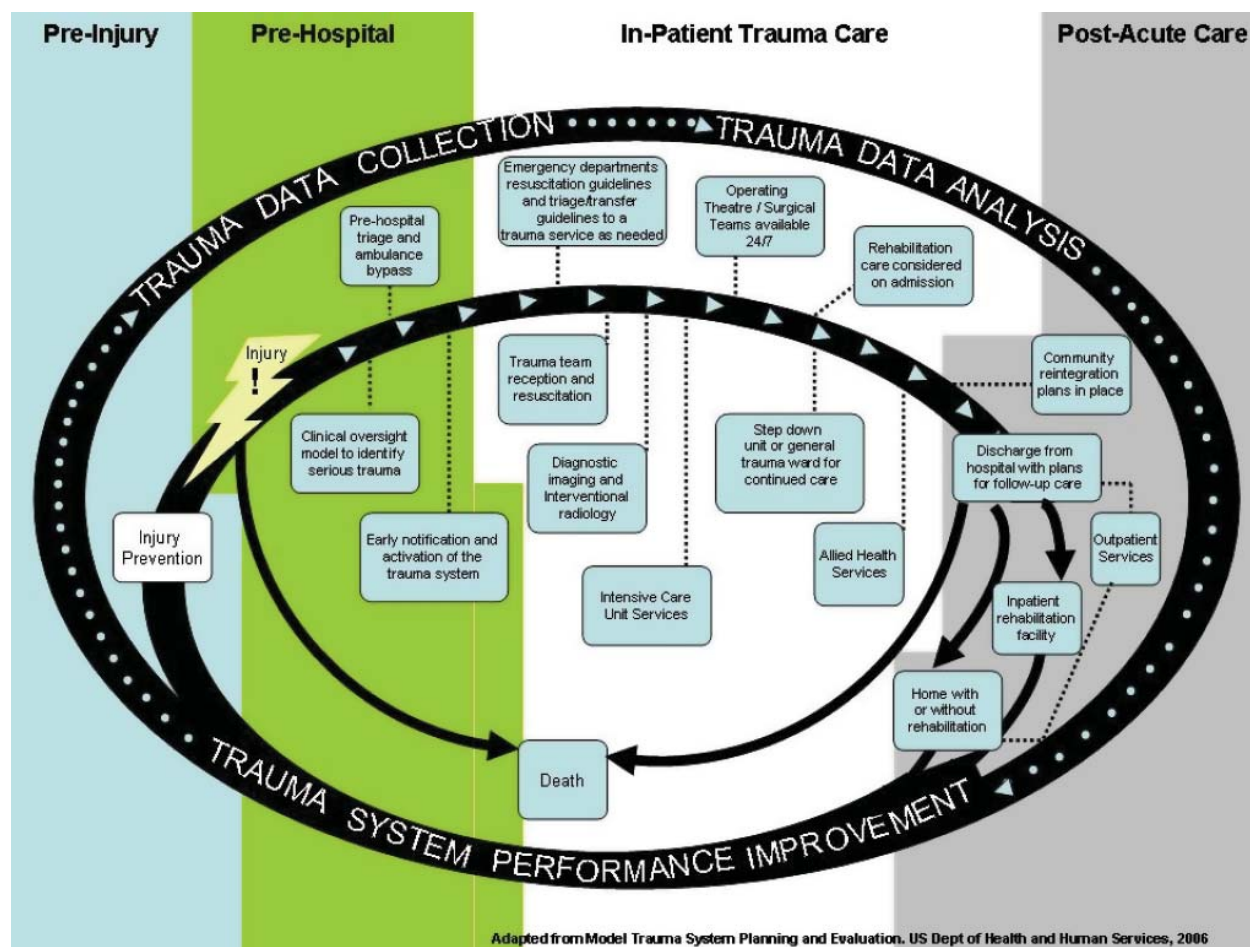 Pre-Injury
Pre-Hospital
In-Patient Trauma Care
Post-Acute Care
TRAUMA DATA COLLECTION
TRAUMA DATA ANALYSIS
Emergency departments
resuscitation guidelines
and triage/transfer
guidelines to a
trauma service as needed
Operating
Theatre / Surgical
Teams available
24/7
Pre-hospital
triage and
ambulance
bypass
Rehabilitation
care considered
on admission
Injury
!
Trauma team
reception and
resuscitation
Community
reintegration
plans in place
Clinical oversight
model to identify
serious trauma
Step down
unit or general
trauma ward for
continued care
Discharge from
hospital with plans
for follow-up care
Diagnostic
imaging and
Interventional
radiology
Injury
Prevention
Early notification and
activation of the
trauma system
Allied Health
Services
Outpatient
Services
Intensive Care
Unit Services
Inpatient
rehabilitation
facility
Home with
or without
rehabilitation
Death
TRAUMA SYSTEM PERFORMANCE IMPROVEMENT
Adapted from Model Trauma System Planning and Evaluation. US Dept of Health and Human Services, 2006